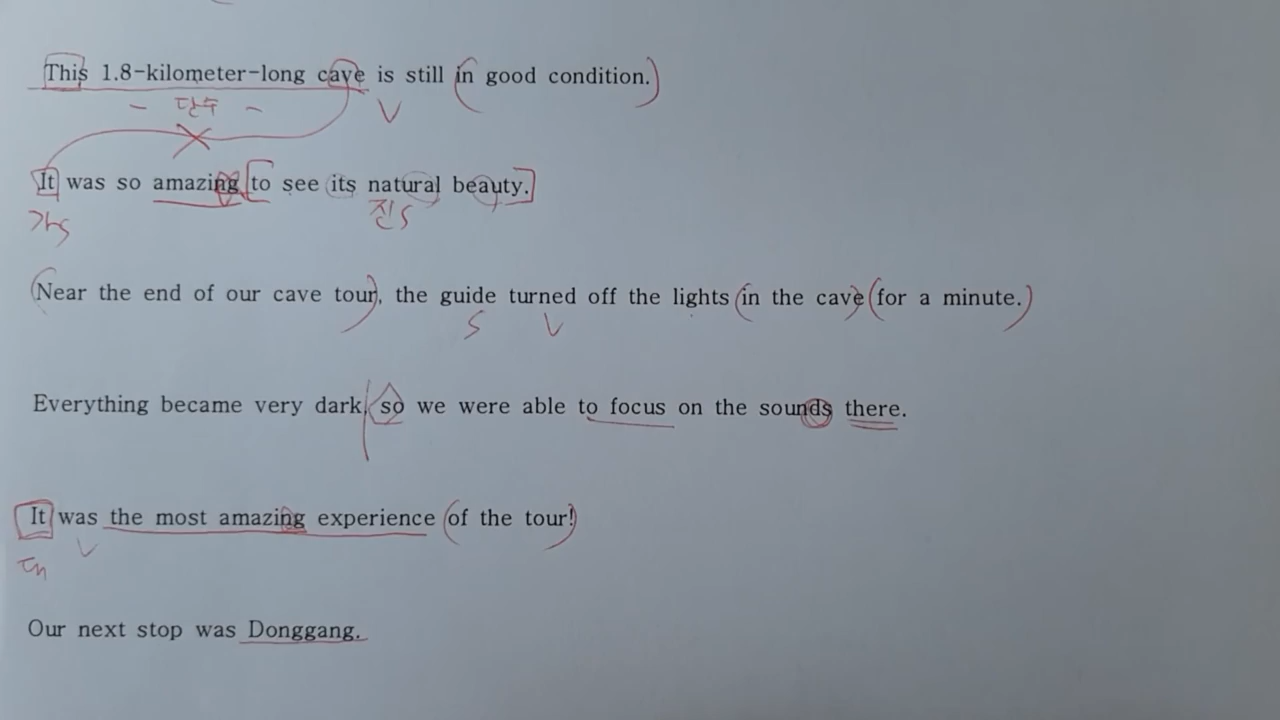 This 1.8-kilometer-long cave is still in good condition.
단수
V
It was so amazing to see its natural beauty.
가S
진S
Near the end of our cave tour, the guide turned off the lights in the cave for a minute.
S V
Everything became very dark, so we were able to focus on the sounds there.
It was the most amazing experience of the tour!
V
대
Our next stop was Donggang.